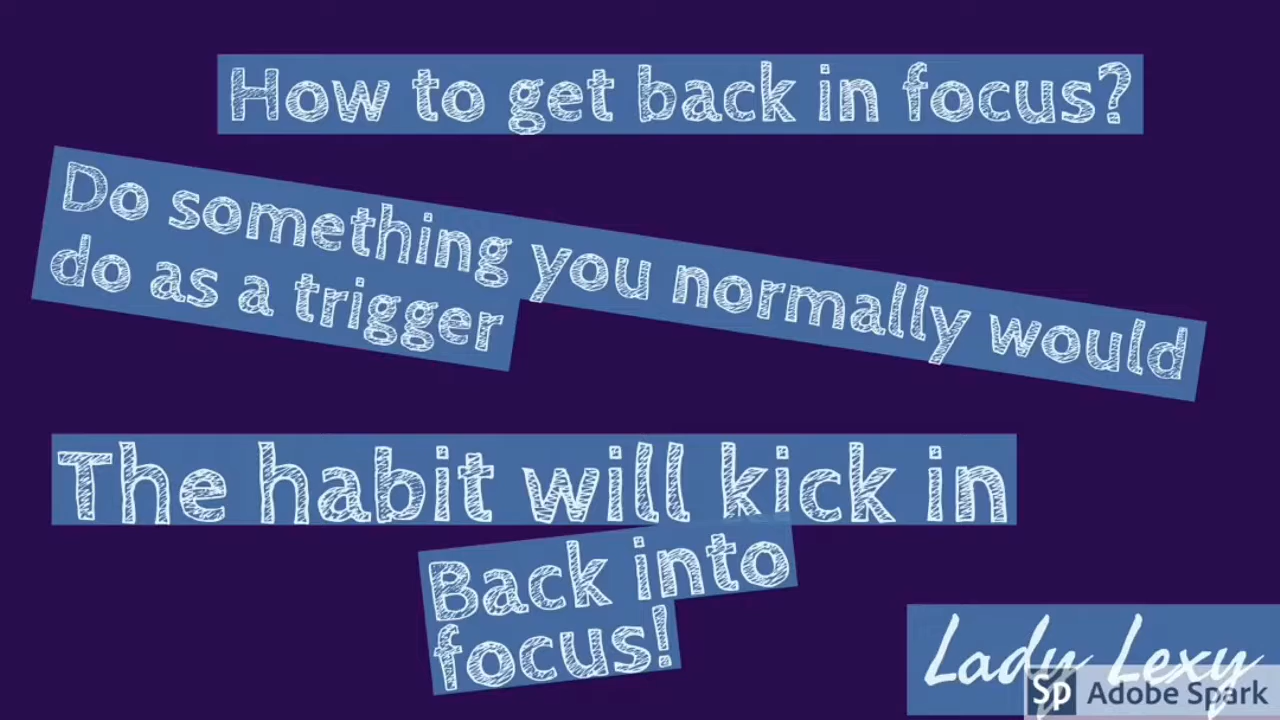 How to get back in focus?
Do something you normally would
do as a trigger
The habit will kick in
Back into
focus!
Lady Lexy
Sp Adobe Spark